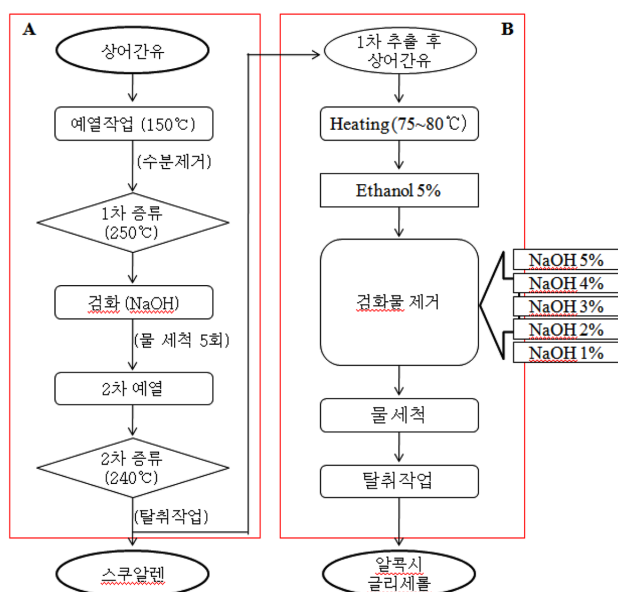 A
상어간유
예열작업 (150℃)
(수분제거)
1차 증류
(250℃)
검화 (NaOH)
(물 세척 5회)
2차 예열
2차 증류
(240℃)
(탈취작업)
스쿠알렌
B
1차 추출 후
상어간유
Heating (75~80℃)
Ethanol 5%
검화물 제거
NaOH 5%
NaOH 4%
NaOH 3%
NaOH 2%
NaOH 1%
물 세척
탈취작업
알콕시
글리세롤